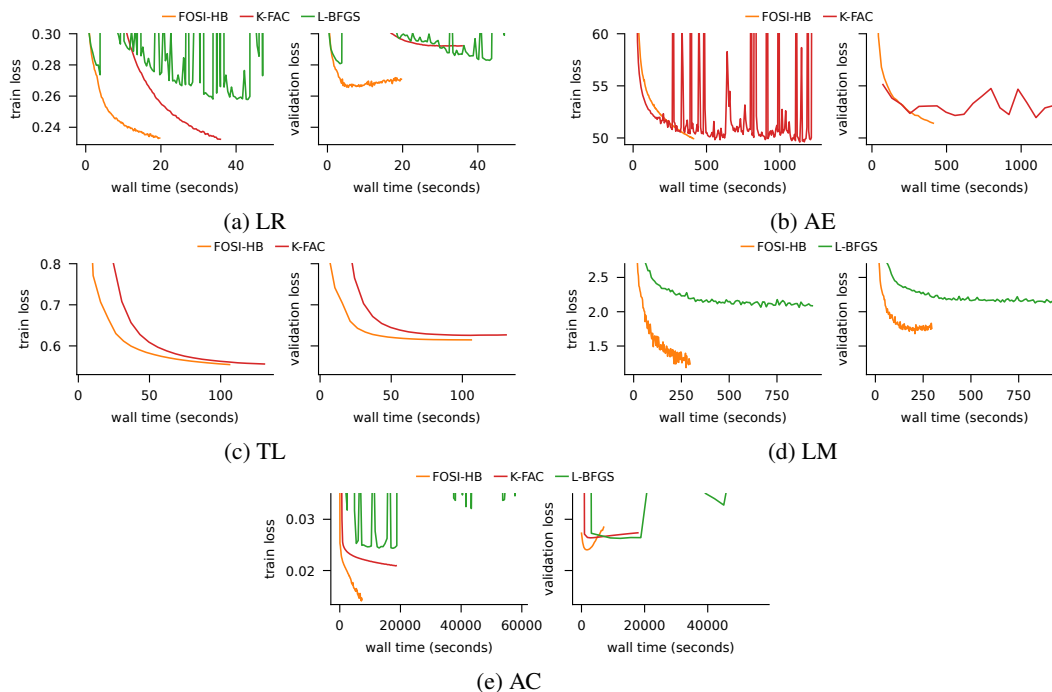 FOSI-HB K-FAC L-BFGS
0.30
0.28
0.26
0.24
train loss
0 20 40
wall time (seconds)
validation loss
0 20 40
wall time (seconds)
(a) LR
FOSI-HB K-FAC
60
55
50
train loss
0 500 1000
wall time (seconds)
validation loss
0 500 1000
wall time (seconds)
(b) AE
FOSI-HB K-FAC
0.8
0.7
0.6
train loss
0 50 100
wall time (seconds)
validation loss
0 50 100
wall time (seconds)
(c) TL
FOSI-HB L-BFGS
2.5
2.0
1.5
train loss
0 250 500 750
wall time (seconds)
validation loss
0 250 500 750
wall time (seconds)
(d) LM
FOSI-HB K-FAC L-BFGS
0.03
0.02
train loss
0 20000 40000 60000
wall time (seconds)
validation loss
0 20000 40000
wall time (seconds)
(e) AC